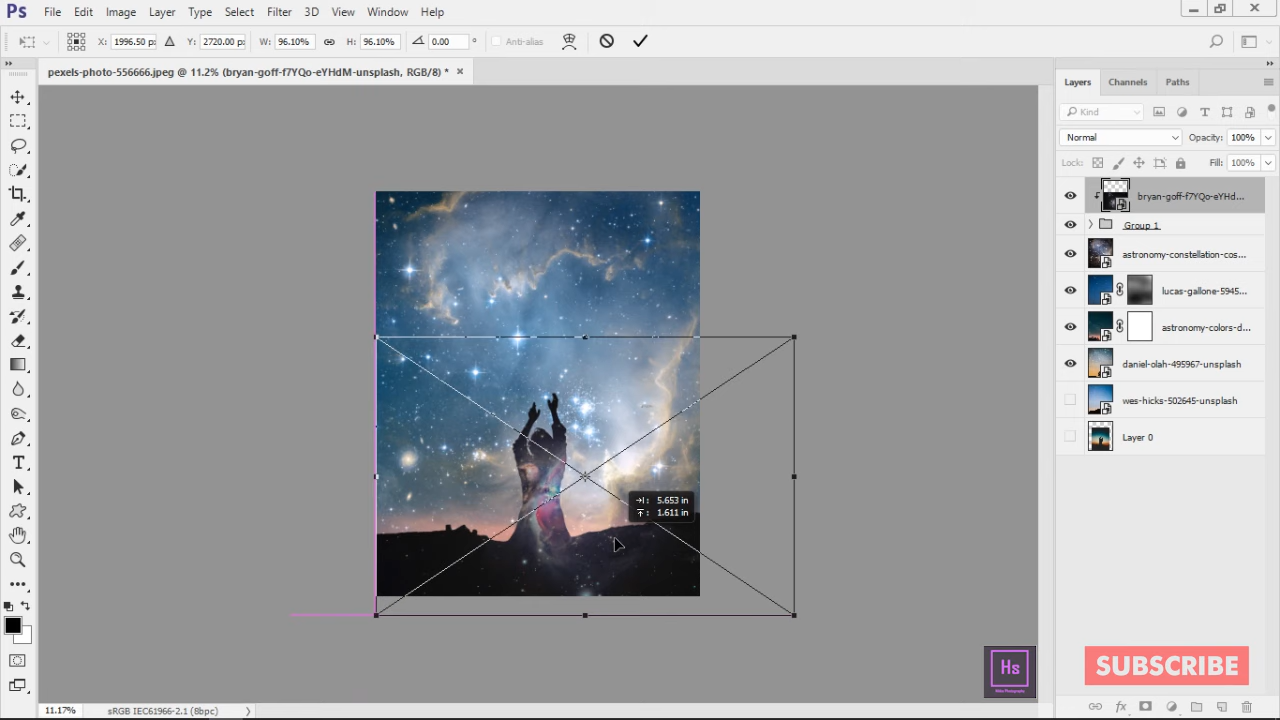 Ps File Edit Image Layer Type Select Filter 3D View Window Help
X: 1996.50 px Y: 2720.00 px W: 96.10% H: 96.10% 0.00 ° Anti-alias
pexels-photo-556666.jpeg @ 11.2% (bryan-goff-f7YQo-eYHdM-unsplash, RGB/8) * ×
Layers Channels Paths
Kind
Normal Opacity: 100%
Lock: Fill: 100%
bryan-goff-f7YQo-eYHd...
Group 1
astronomy-constellation-cos...
lucas-gallone-5945...
astronomy-colors-d...
daniel-olah-495967-unsplash
wes-hicks-502645-unsplash
Layer 0
5.653 in
1.611 in
Hs
SUBSCRIBE
fx
11.17% sRGB IEC61966-2.1 (8bpc)